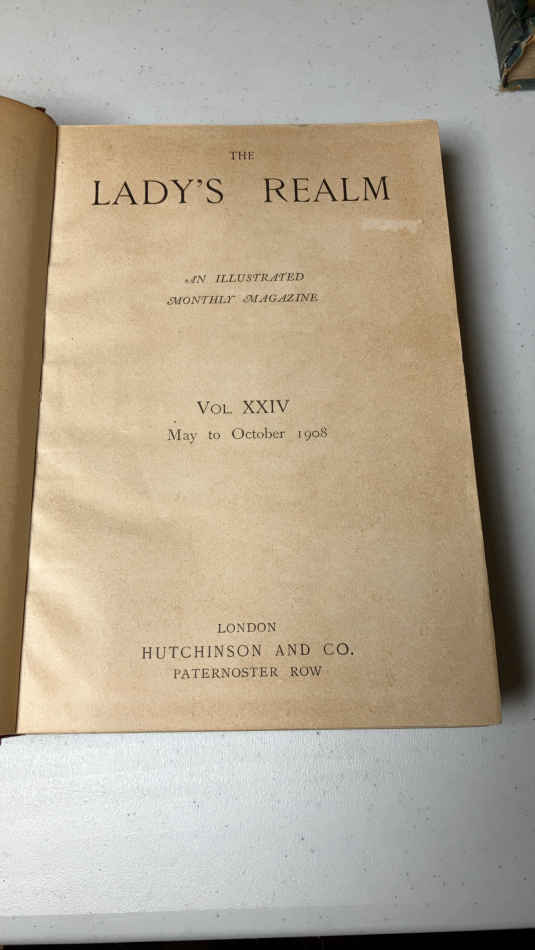 THE
LADY'S REALM
AN ILLUSTRATED
MONTHLY MAGAZINE
VOL. XXIV
May to October 1908
LONDON
HUTCHINSON AND CO.
PATERNOSTER ROW